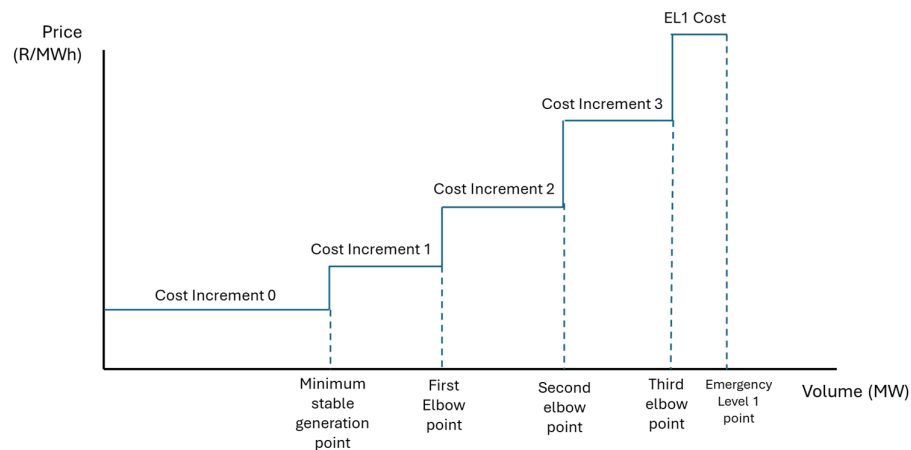 EL1 Cost
Price
(R/MWh)
Cost Increment 3
Cost Increment 2
Cost Increment 1
Cost Increment 0
Minimum
stable
generation
point
First
Elbow
point
Second
elbow
point
Third
elbow
point
Emergency
Level 1
point
Volume (MW)